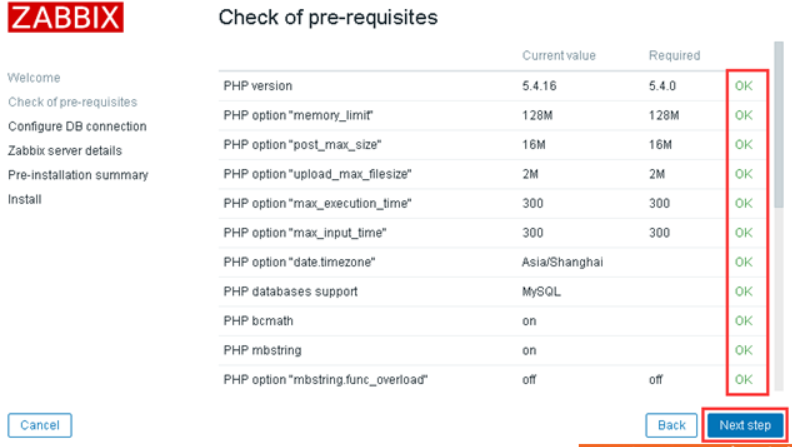 ZABBIX
Check of pre-requisites
Welcome
Check of pre-requisites
Configure DB connection
Zabbix server details
Pre-installation summary
Install
Current value Required
PHP version 5.4.16 5.4.0 OK
PHP option "memory_limit" 128M 128M OK
PHP option "post_max_size" 16M 16M OK
PHP option "upload_max_filesize" 2M 2M OK
PHP option "max_execution_time" 300 300 OK
PHP option "max_input_time" 300 300 OK
PHP option "date.timezone" Asia/Shanghai OK
PHP databases support MySQL OK
PHP bcmath on OK
PHP mbstring on OK
PHP option "mbstring.func_overload" off off OK
Cancel Back Next step